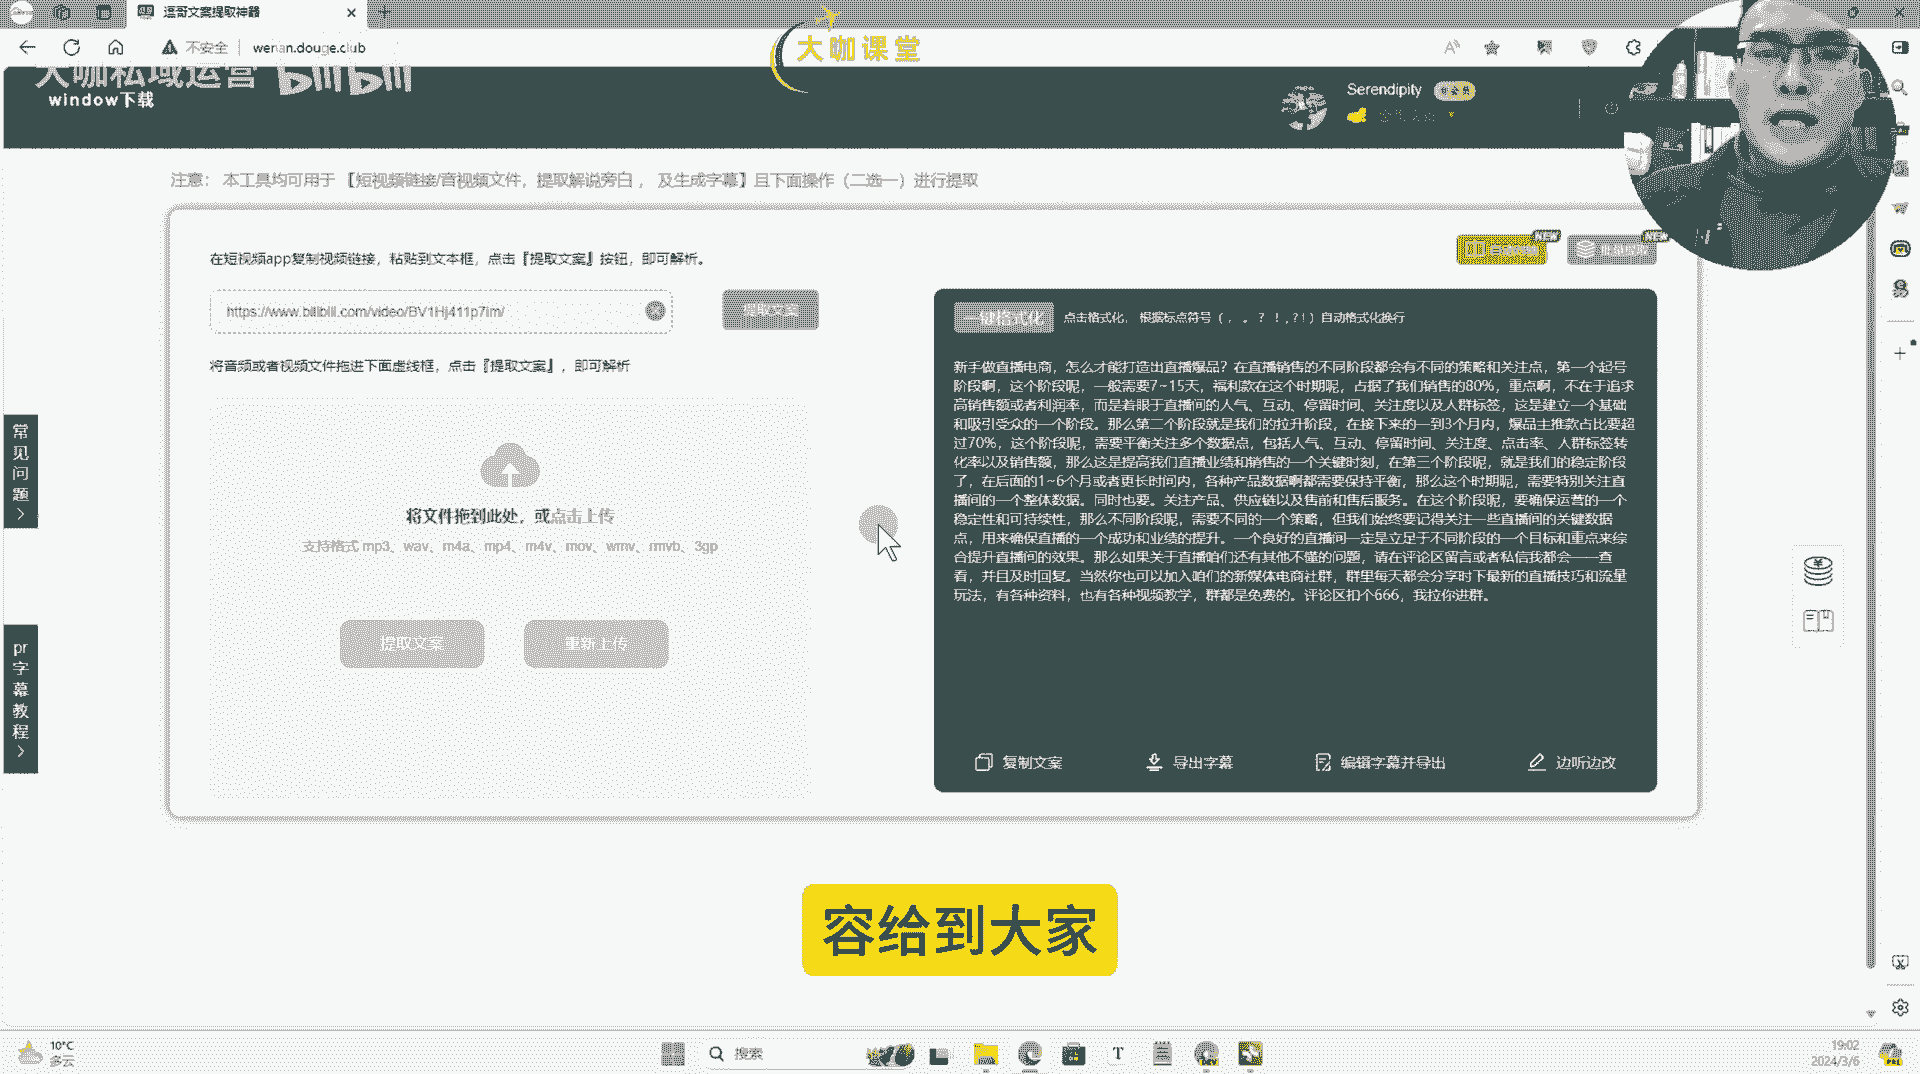 逗哥文案提取神器
不安全
wenan.douge.club
大咖课堂
大咖私域运营 bilibili
window下载
Serendipity
注意： 本工具均可用于 【短视频链接/音视频文件，提取解说旁白 ， 及生成字幕】且下面操作（二选一）进行提取
在短视频app复制视频链接，粘贴到文本框，点击『提取文案』按钮，即可解析。
NEW
NEW
https://www.bilibili.com/video/BV1Hj411p7im/
提取文案
一键格式化
点击格式化， 根据标点符号（ ， 。 ？ ！,?!）自动格式化换行
将音频或者视频文件拖进下面虚线框，点击『提取文案』，即可解析
新手做直播电商，怎么才能打造出直播爆品？在直播销售的不同阶段都会有不同的策略和关注点，第一个起号
阶段啊，这个阶段呢，一般需要7~15天，福利款在这个时期呢，占据了我们销售的80%，重点啊，不在于追求
高销售额或者利润率，而是着眼于直播间的人气、互动、停留时间、关注度以及人群标签，这是建立一个基础
和吸引受众的一个阶段。那么第二个阶段就是我们的拉升阶段，在接下来的一到3个月内，爆品主推款占比要超
过70%，这个阶段呢，需要平衡关注多个数据点，包括人气、互动、停留时间、关注度、点击率、人群标签转
化率以及销售额，那么这是提高我们直播业绩和销售的一个关键时刻，在第三个阶段呢，就是我们的稳定阶段
了，在后面的1~6个月或者更长时间内，各种产品数据啊都需要保持平衡，那么这个时期呢，需要特别关注直
播间的一个整体数据。同时也要。关注产品、供应链以及售前和售后服务。在这个阶段呢，要确保运营的一个
稳定性和可持续性，那么不同阶段呢，需要不同的一个策略，但我们始终要记得关注一些直播间的关键数据
点，用来确保直播的一个成功和业绩的提升。一个良好的直播间一定是立足于不同阶段的一个目标和重点来综
合提升直播间的效果。那么如果关于直播咱们还有其他不懂的问题，请在评论区留言或者私信我都会一一查
看，并且及时回复。当然你也可以加入咱们的新媒体电商社群，群里每天都会分享时下最新的直播技巧和流量
玩法，有各种资料，也有各种视频教学，群都是免费的。评论区扣个666，我拉你进群。
常见问题
将文件拖到此处，或点击上传
支持格式 mp3、wav、m4a、mp4、m4v、mov、wmv、rmvb、3gp
提取文案
重新上传
pr字幕教程
复制文案
导出字幕
编辑字幕并导出
边听边改
容给到大家
10°C
多云
搜索
19:02
2024/3/6